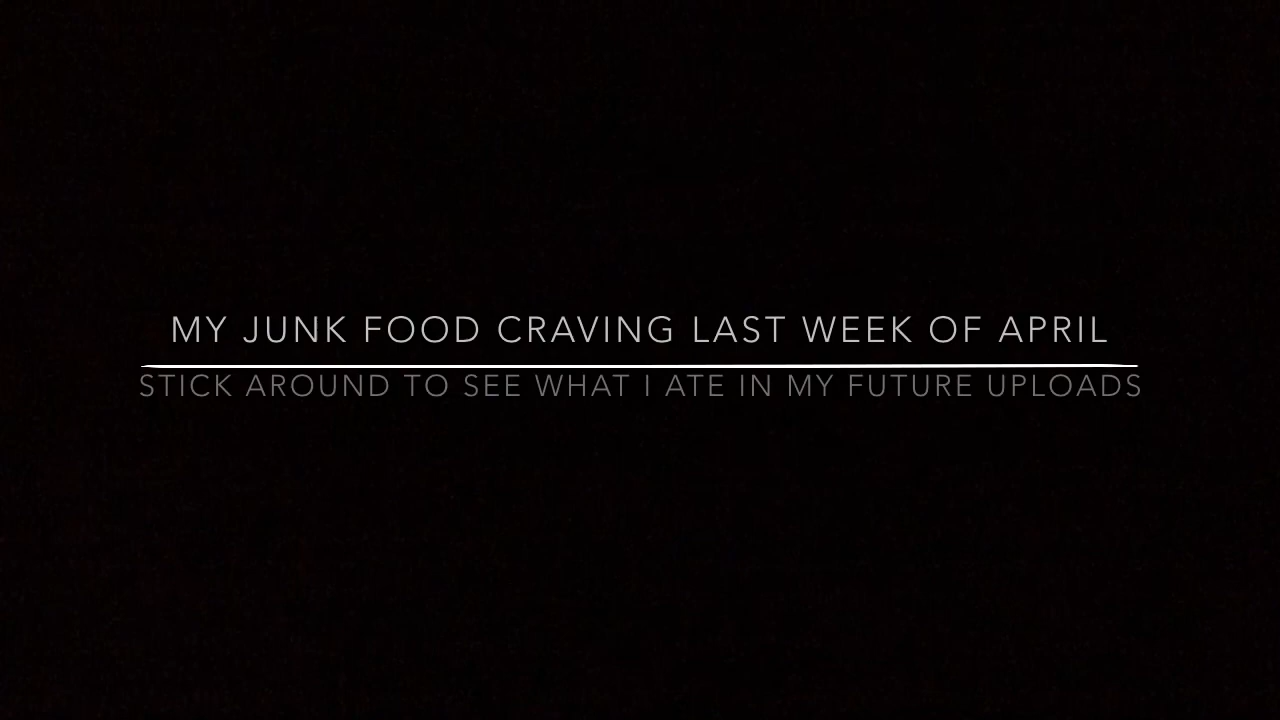 MY JUNK FOOD CRAVING LAST WEEK OF APRIL
STICK AROUND TO SEE WHAT I ATE IN MY FUTURE UPLOADS